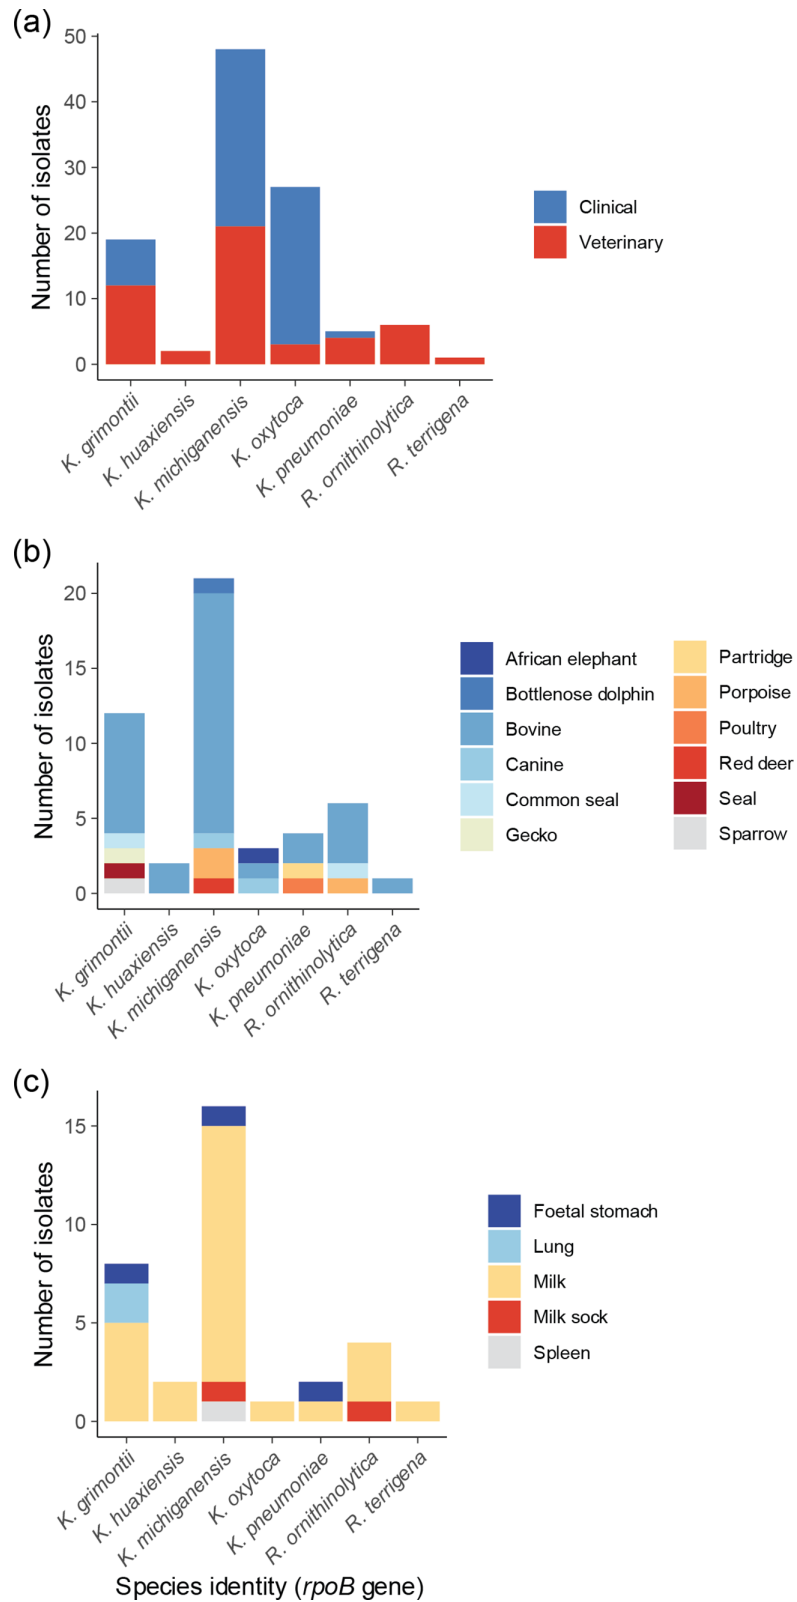 (a)
Number of isolates
50
40
30
20
10
0
K. grimontii
K. huaxiensis
K. michiganensis
K. oxytoca
K. pneumoniae
R. ornithinolytica
R. terrigena
Clinical
Veterinary
(b)
Number of isolates
20
15
10
5
0
K. grimontii
K. huaxiensis
K. michiganensis
K. oxytoca
K. pneumoniae
R. ornithinolytica
R. terrigena
African elephant
Bottlenose dolphin
Bovine
Canine
Common seal
Gecko
Partridge
Porpoise
Poultry
Red deer
Seal
Sparrow
(c)
Number of isolates
15
10
5
0
K. grimontii
K. huaxiensis
K. michiganensis
K. oxytoca
K. pneumoniae
R. ornithinolytica
R. terrigena
Foetal stomach
Lung
Milk
Milk sock
Spleen
Species identity (rpoB gene)